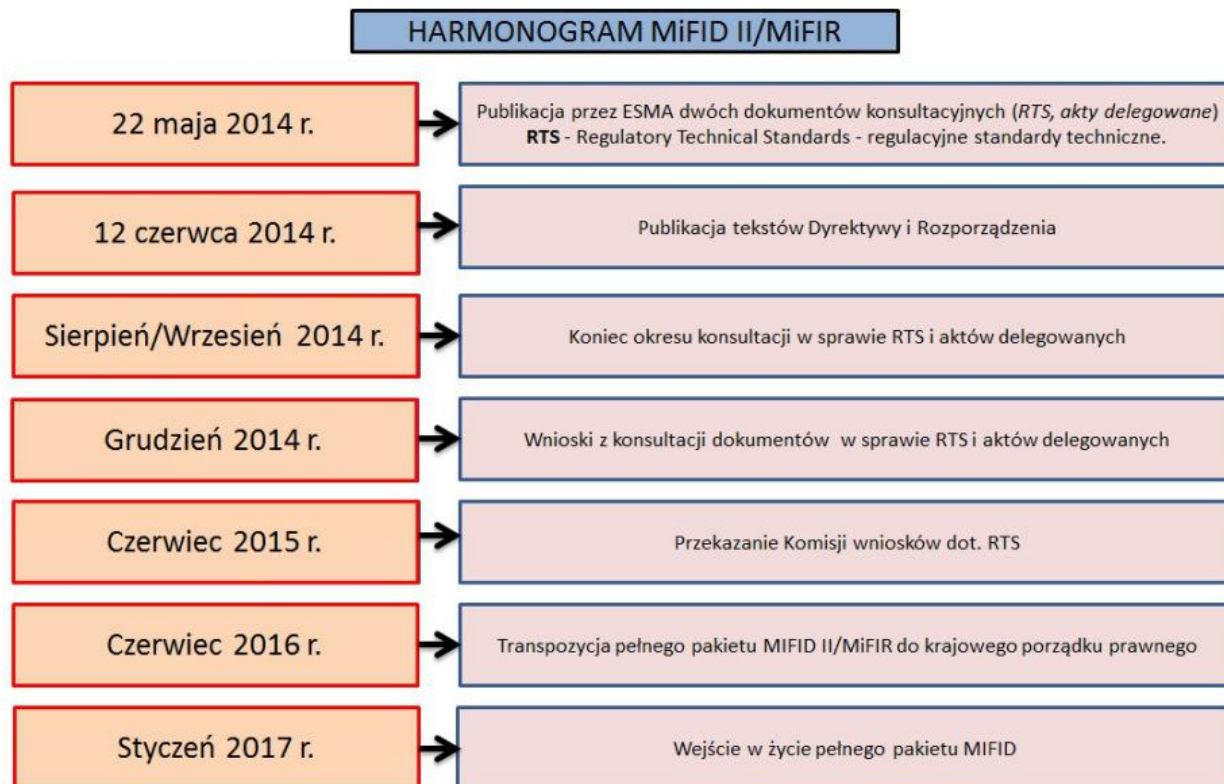 HARMONOGRAM MiFID II/MiFIR
22 maja 2014 r.
Publikacja przez ESMA dwóch dokumentów konsultacyjnych (RTS, akty delegowane)
RTS - Regulatory Technical Standards - regulacyjne standardy techniczne.
12 czerwca 2014 r.
Publikacja tekstów Dyrektywy i Rozporządzenia
Sierpień/Wrzesień 2014 r.
Koniec okresu konsultacji w sprawie RTS i aktów delegowanych
Grudzień 2014 r.
Wnioski z konsultacji dokumentów w sprawie RTS i aktów delegowanych
Czerwiec 2015 r.
Przekazanie Komisji wniosków dot. RTS
Czerwiec 2016 r.
Transpozycja pełnego pakietu MIFID II/MiFIR do krajowego porządku prawnego
Styczeń 2017 r.
Wejście w życie pełnego pakietu MIFID